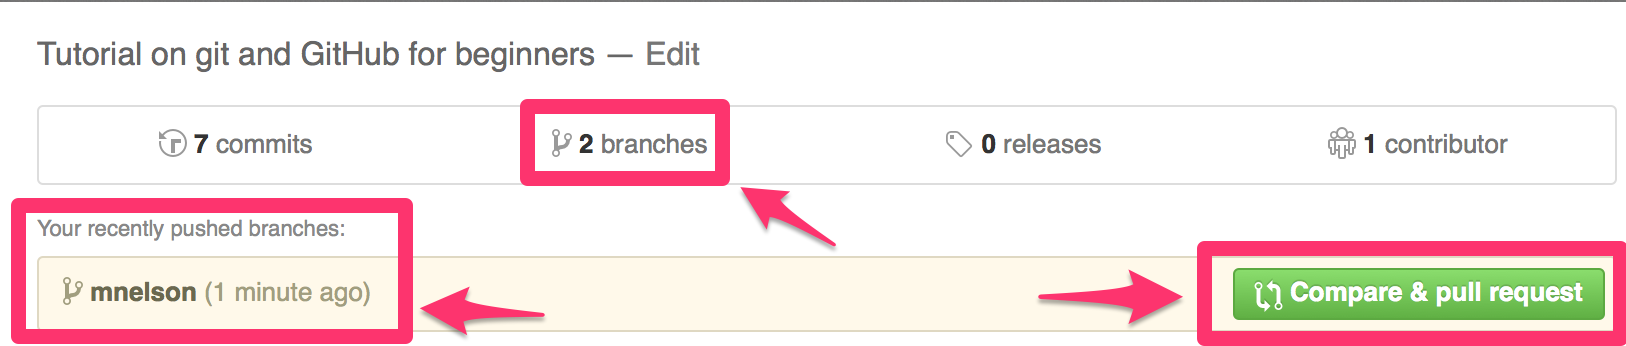 Tutorial on git and GitHub for beginners — Edit
7 commits 2 branches 0 releases 1 contributor
Your recently pushed branches:
mnelson (1 minute ago) Compare & pull request